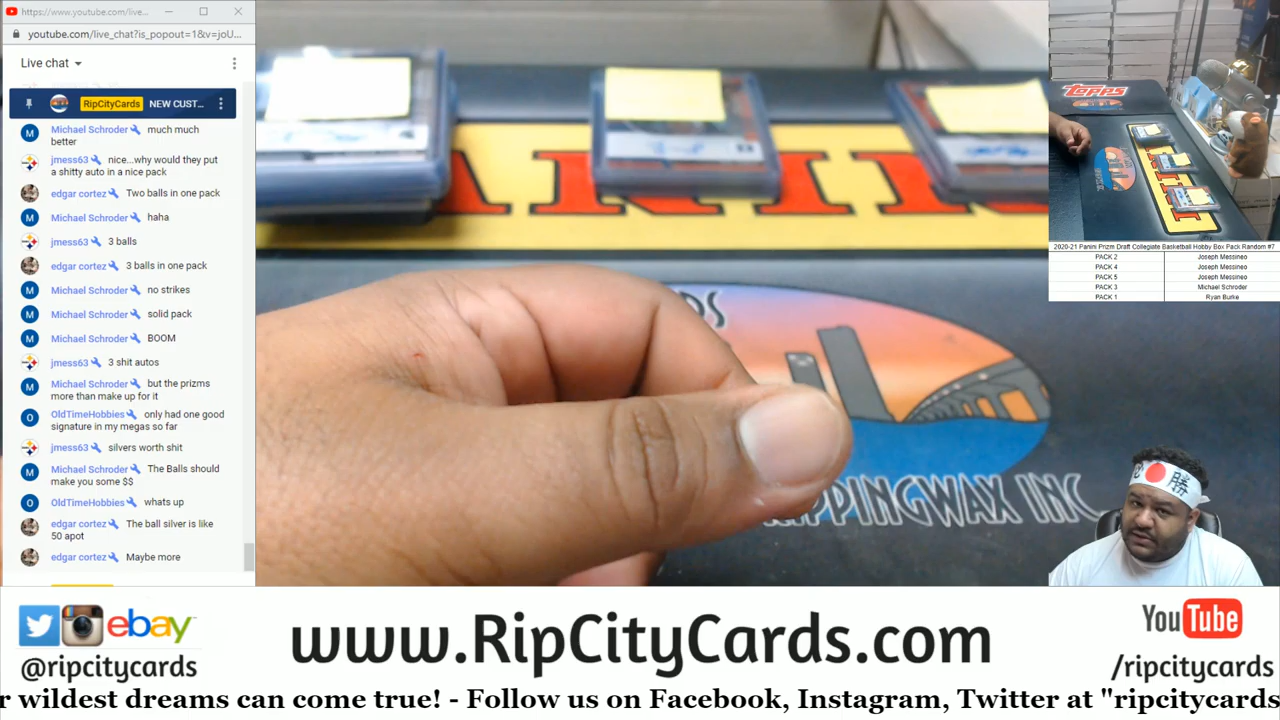 https://www.youtube.com/live...
youtube.com/live_chat?is_popout=1&v=joU...
Live chat
RipCityCards NEW CUST...
Michael Schroder much much
better
jmess63 nice...why would they put
a shitty auto in a nice pack
edgar cortez Two balls in one pack
Michael Schroder haha
jmess63 3 balls
edgar cortez 3 balls in one pack
Michael Schroder no strikes
Michael Schroder solid pack
Michael Schroder BOOM
jmess63 3 shit autos
Michael Schroder but the prizms
more than make up for it
OldTimeHobbies only had one good
signature in my megas so far
jmess63 silvers worth shit
Michael Schroder The Balls should
make you some $$
OldTimeHobbies whats up
edgar cortez The ball silver is like
50 apot
edgar cortez Maybe more
RIPPINGWAX INC
TOPPS
2020-21 Panini Prizm Draft Collegiate Basketball Hobby Box Pack Random #7
PACK 2 Joseph Messineo
PACK 4 Joseph Messineo
PACK 5 Joseph Messineo
PACK 3 Michael Schroder
PACK 1 Ryan Burke
勝
ebay
@ripcitycards
www.RipCityCards.com
YouTube
/ripcitycards
r wildest dreams can come true! - Follow us on Facebook, Instagram, Twitter at "ripcitycards